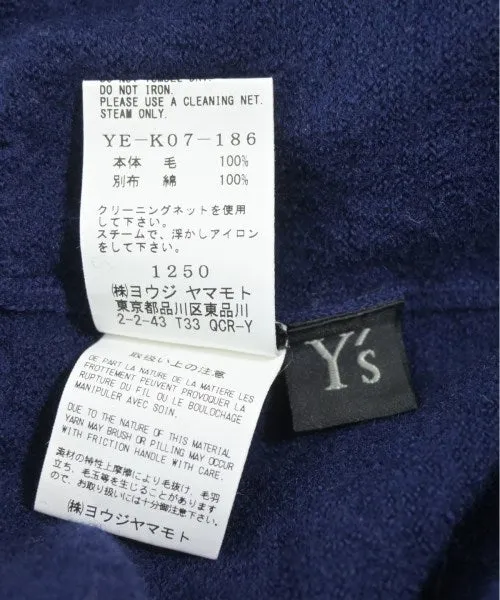 DO NOT TUMBLE DRY.
DO NOT IRON.
PLEASE USE A CLEANING NET.
STEAM ONLY.
YE-K07-186
本体 毛 100%
別布 綿 100%
クリーニングネットを使用
して下さい。
スチームで、浮かしアイロン
をして下さい。
1250
㈱ヨウジ ヤマモト
東京都品川区東品川
2-2-43 T33 QCR-Y
Y's
取扱い上の注意
DE PART LA NATURE DE LA MATIERE LES
FROTTEMENT PEUVENT PROVOQUER LA
RUPTURE DU FIL OU LE BOULOCHAGE
MANIPULER AVEC SOIN.
DUE TO THE NATURE OF THIS MATERIAL
YARN MAY BRUSH OR PILLING MAY OCCUR
WITH FRICTION HANDLE WITH CARE.
素材の特性上摩擦により毛抜け、毛羽
立ち、毛玉等を生じることがあります
ので、お取り扱いには十分御注意下さい。
㈱ヨウジヤマモト